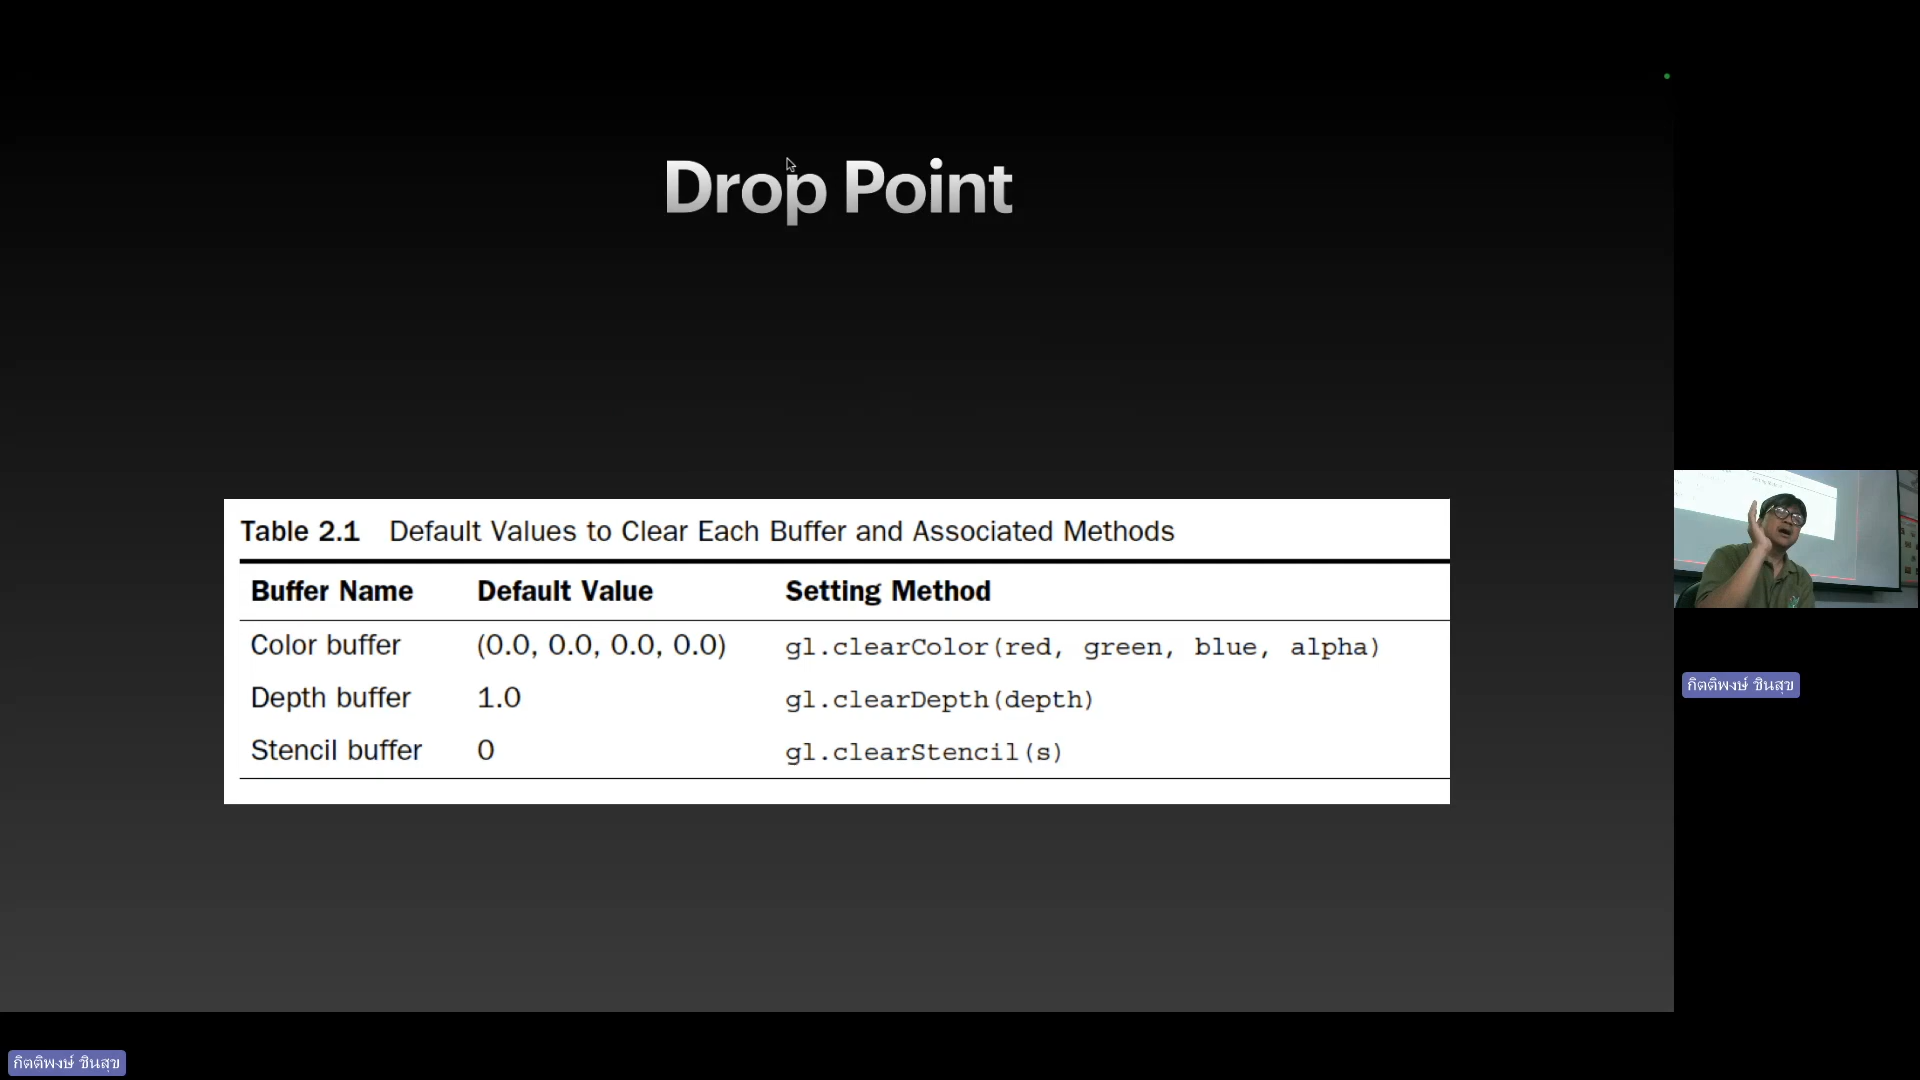 Drop Point
Table 2.1 Default Values to Clear Each Buffer and Associated Methods
Buffer Name Default Value Setting Method
Color buffer (0.0, 0.0, 0.0, 0.0) gl.clearColor(red, green, blue, alpha)
Depth buffer 1.0 gl.clearDepth(depth)
Stencil buffer 0 gl.clearStencil(s)
กิตติพงษ์ ชินสุข
กิตติพงษ์ ชินสุข